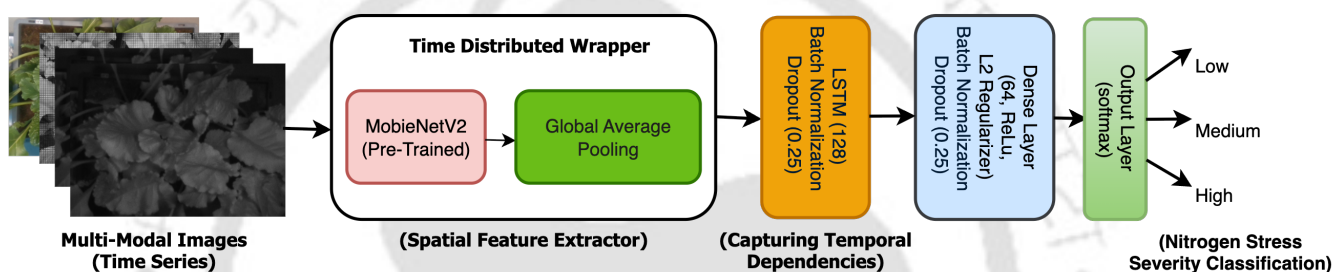 Time Distributed Wrapper
MobieNetV2
(Pre-Trained)
Global Average
Pooling
LSTM (128)
Batch Normalization
Dropout (0.25)
Dense Layer
(64, ReLu,
L2 Regularizer)
Batch Normalization
Dropout (0.25)
Output Layer
(softmax)
Low
Medium
High
Multi-Modal Images
(Time Series)
(Spatial Feature Extractor)
(Capturing Temporal
Dependencies)
(Nitrogen Stress
Severity Classification)